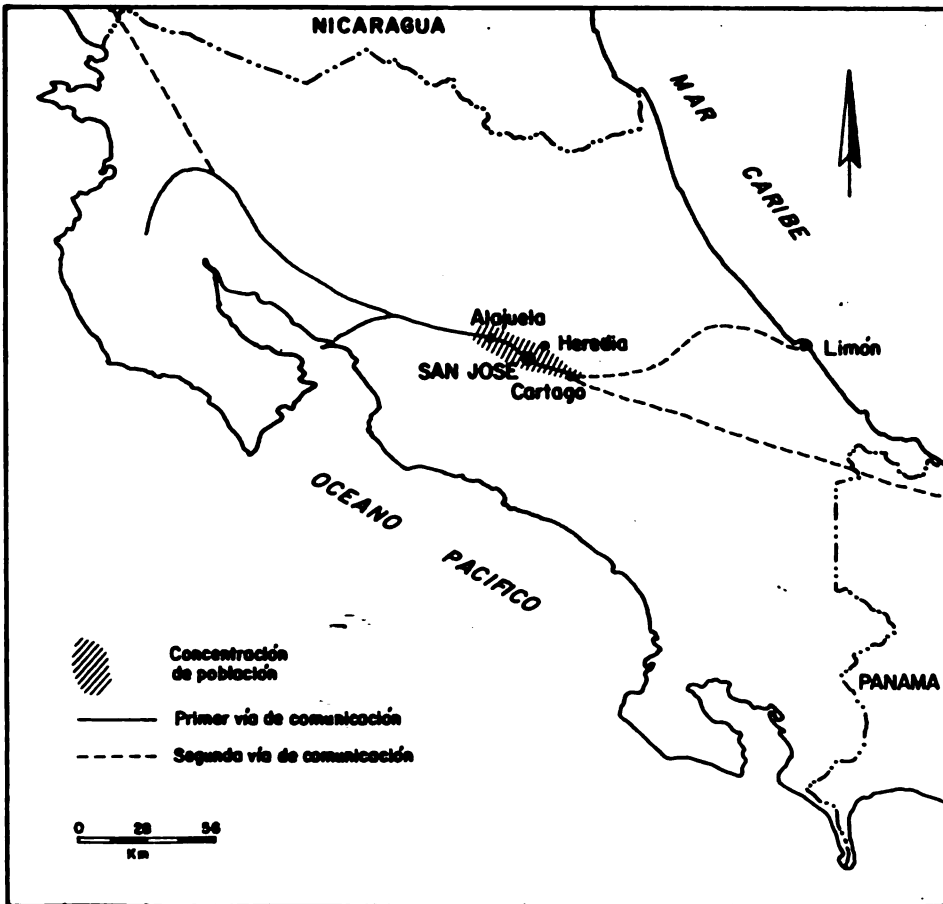 NICARAGUA
MAR
CARIBE
Alajuela
Heredia
Limón
SAN JOSE
Cartago
OCEANO
PACIFICO
Concentración
de población
PANAMA
Primer vía de comunicación
Segunda vía de comunicación
0 28 56
Km